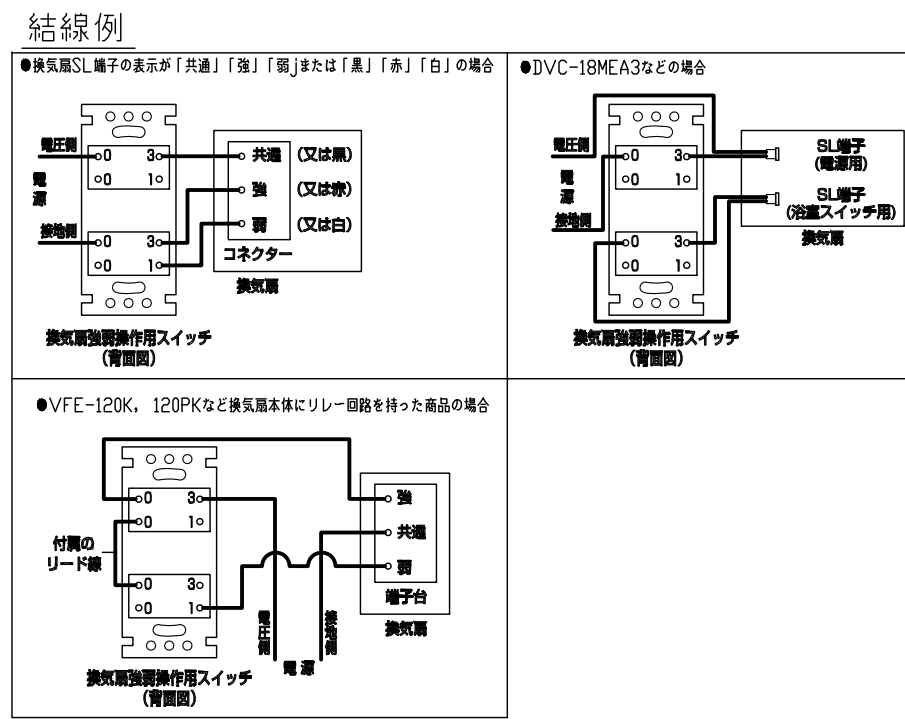 結線例
●換気扇SL端子の表示が「共通」「強」「弱」または「黒」「赤」「白」の場合
電圧側
0 3
0 1
電源
接地側
0 3
0 1
共通 (又は黒)
強 (又は赤)
弱 (又は白)
コネクター
換気扇
換気扇強弱操作用スイッチ
(背面図)
●DVC-18MEA3などの場合
電圧側
0 3
0 1
電源
接地側
0 3
0 1
SL端子
(電源用)
SL端子
(浴室スイッチ用)
換気扇
換気扇強弱操作用スイッチ
(背面図)
●VFE-120K, 120PKなど換気扇本体にリレー回路を持った商品の場合
0 3
0 1
付属の
リード線
0 3
0 1
強
共通
弱
端子台
換気扇
電圧側
接地側
電源
換気扇強弱操作用スイッチ
(背面図)